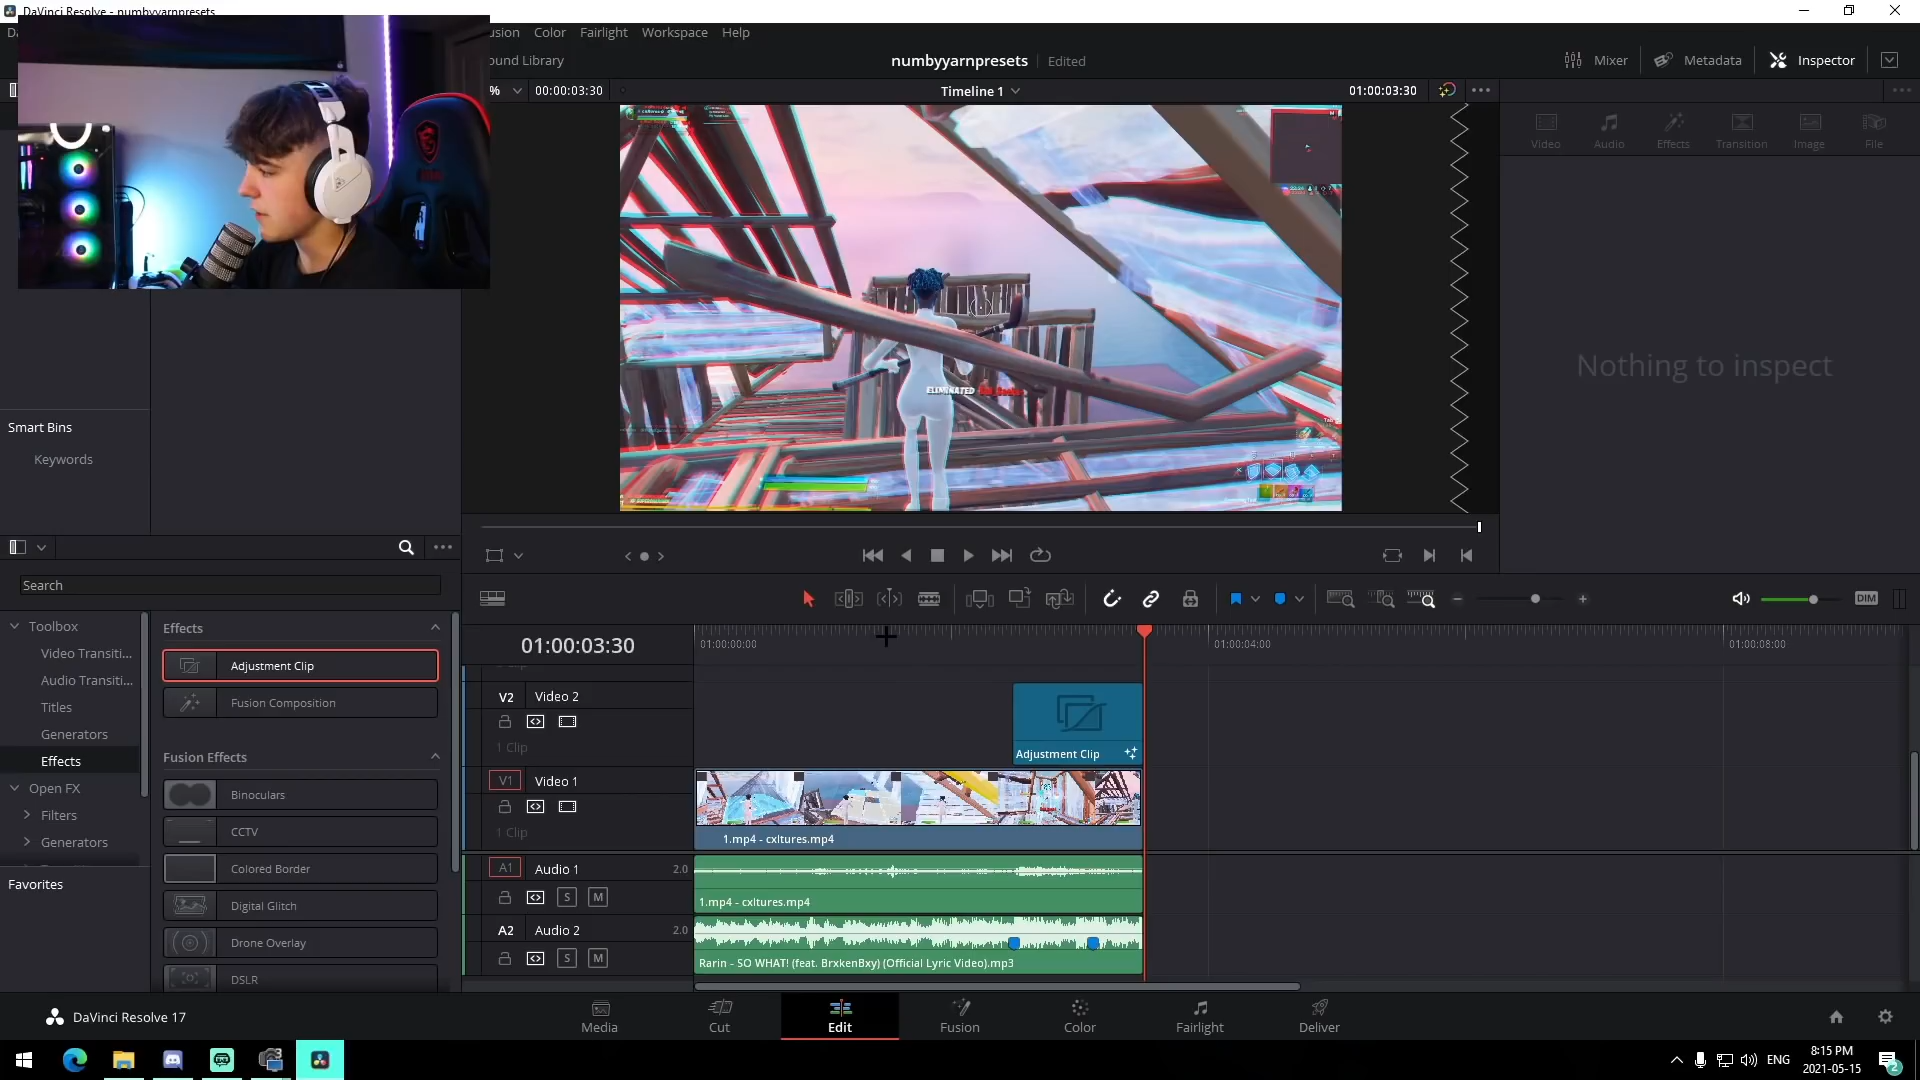 DaVinci Resolve - numbyyarnpresets
Da
usion
Color
Fairlight
Workspace
Help
ound Library
numbyyarnpresets
Edited
Mixer
Metadata
Inspector
%
00:00:03:30
Timeline 1
01:00:03:30
Video
Audio
Effects
Transition
Image
File
Nothing to inspect
ELIMINATED
Smart Bins
Keywords
Search
DIM
Toolbox
Video Transiti...
Audio Transiti...
Titles
Generators
Effects
Open FX
Filters
Generators
Favorites
Effects
Adjustment Clip
Fusion Composition
Fusion Effects
Binoculars
CCTV
Colored Border
Digital Glitch
Drone Overlay
DSLR
01:00:03:30
01:00:00:00
01:00:04:00
01:00:08:00
V2
Video 2
1 Clip
Adjustment Clip
V1
Video 1
1 Clip
1.mp4 - cxltures.mp4
A1
Audio 1
2.0
S
M
1.mp4 - cxltures.mp4
A2
Audio 2
2.0
S
M
Rarin - SO WHAT! (feat. BrxkenBxy) (Official Lyric Video).mp3
DaVinci Resolve 17
Media
Cut
Edit
Fusion
Color
Fairlight
Deliver
ENG
8:15 PM
2021-05-15
2